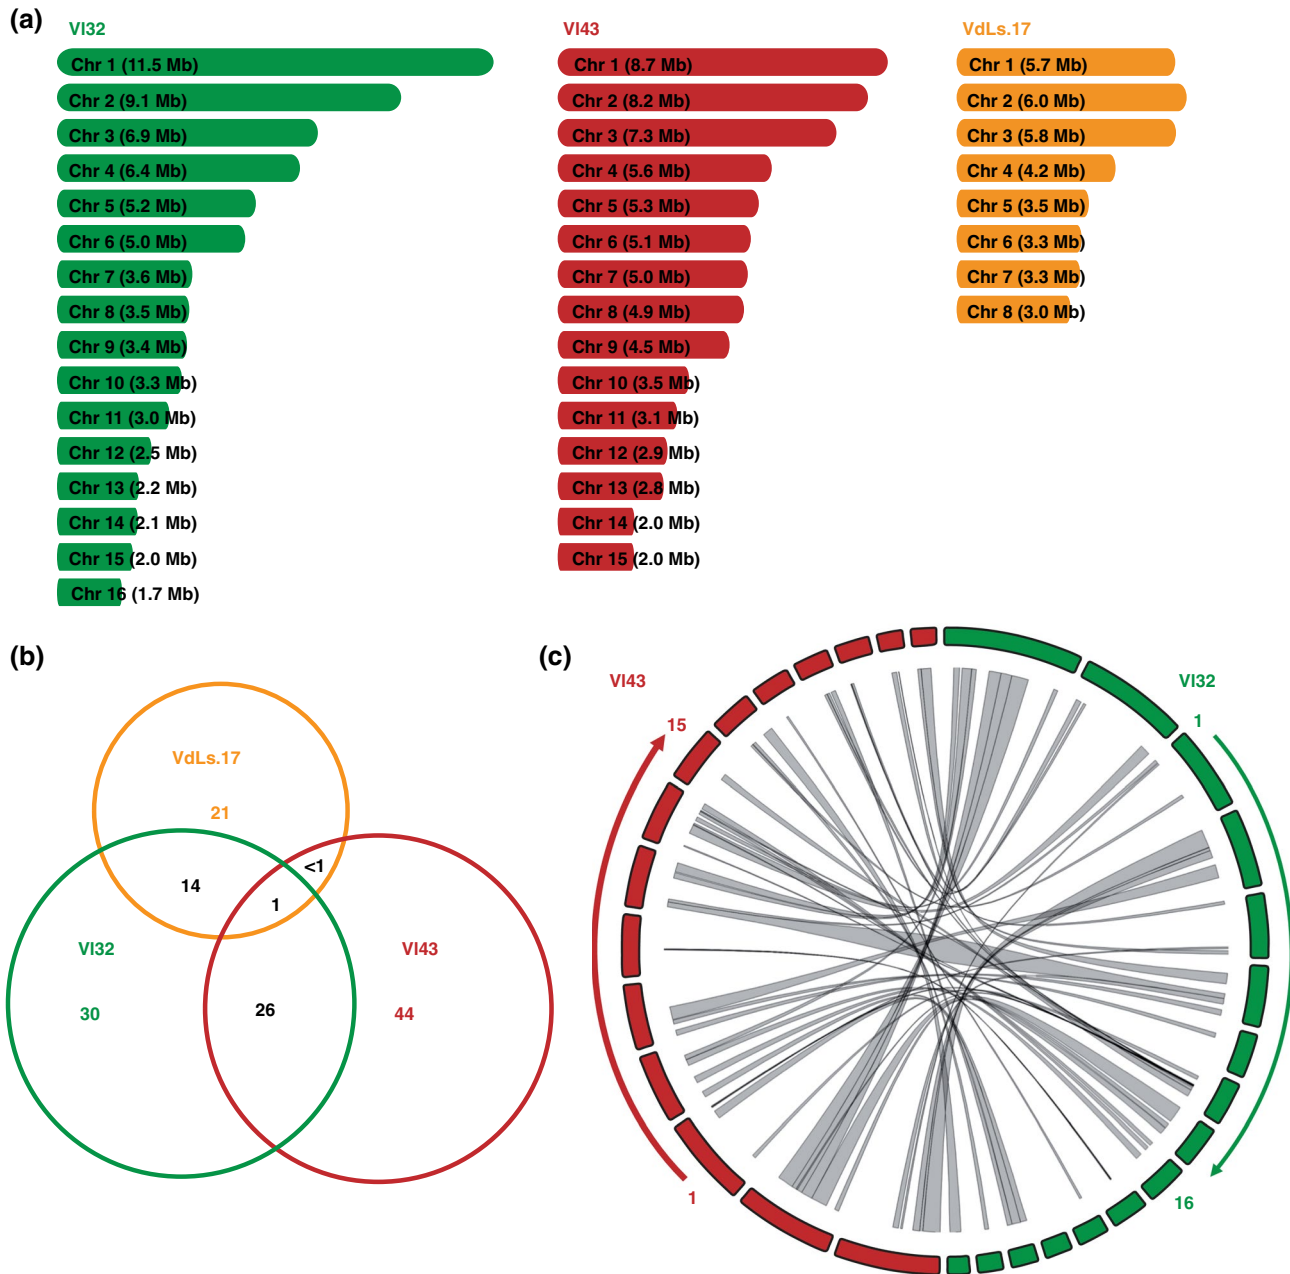 (a)
Vl32
Chr 1 (11.5 Mb)
Chr 2 (9.1 Mb)
Chr 3 (6.9 Mb)
Chr 4 (6.4 Mb)
Chr 5 (5.2 Mb)
Chr 6 (5.0 Mb)
Chr 7 (3.6 Mb)
Chr 8 (3.5 Mb)
Chr 9 (3.4 Mb)
Chr 10 (3.3 Mb)
Chr 11 (3.0 Mb)
Chr 12 (2.5 Mb)
Chr 13 (2.2 Mb)
Chr 14 (2.1 Mb)
Chr 15 (2.0 Mb)
Chr 16 (1.7 Mb)
Vl43
Chr 1 (8.7 Mb)
Chr 2 (8.2 Mb)
Chr 3 (7.3 Mb)
Chr 4 (5.6 Mb)
Chr 5 (5.3 Mb)
Chr 6 (5.1 Mb)
Chr 7 (5.0 Mb)
Chr 8 (4.9 Mb)
Chr 9 (4.5 Mb)
Chr 10 (3.5 Mb)
Chr 11 (3.1 Mb)
Chr 12 (2.9 Mb)
Chr 13 (2.8 Mb)
Chr 14 (2.0 Mb)
Chr 15 (2.0 Mb)
VdLs.17
Chr 1 (5.7 Mb)
Chr 2 (6.0 Mb)
Chr 3 (5.8 Mb)
Chr 4 (4.2 Mb)
Chr 5 (3.5 Mb)
Chr 6 (3.3 Mb)
Chr 7 (3.3 Mb)
Chr 8 (3.0 Mb)
(b)
VdLs.17
21
<1
14
1
Vl32
Vl43
30
26
44
(c)
Vl43
Vl32
15
1
1
16